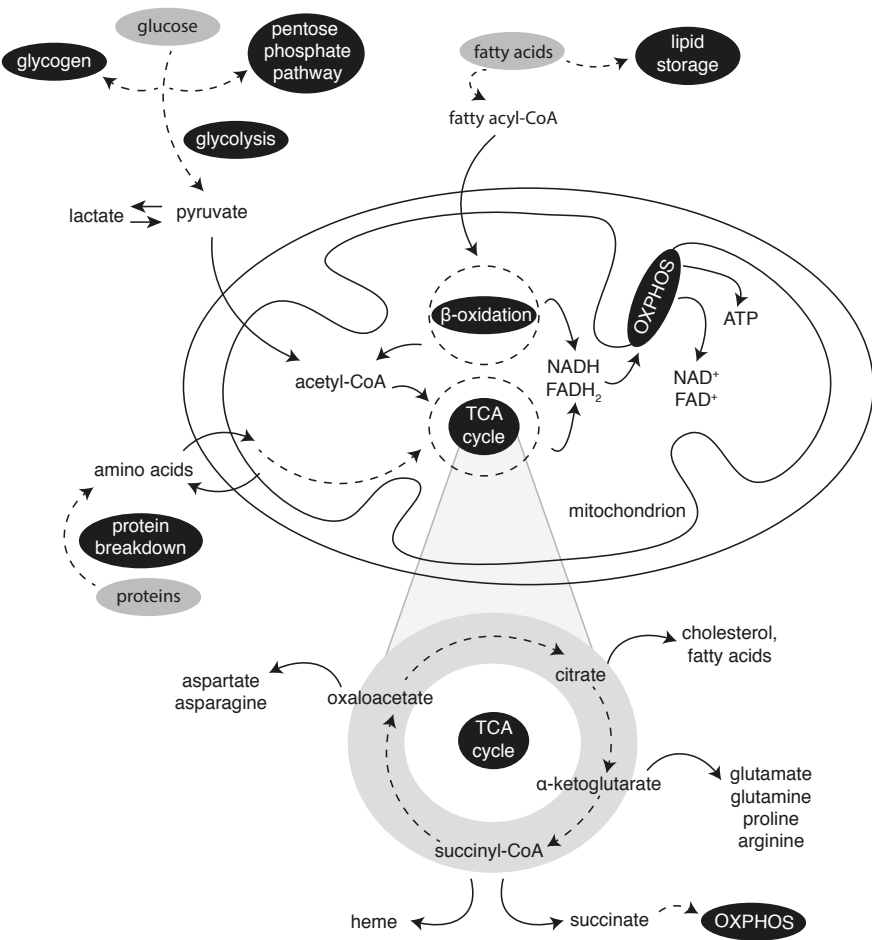 glucose
glycogen
pentose
phosphate
pathway
fatty acids
lipid
storage
fatty acyl-CoA
glycolysis
lactate
pyruvate
β-oxidation
OXPHOS
ATP
NADH
FADH₂
NAD⁺
FAD⁺
acetyl-CoA
TCA
cycle
amino acids
mitochondrion
protein
breakdown
proteins
cholesterol,
fatty acids
citrate
aspartate
asparagine
oxaloacetate
TCA
cycle
α-ketoglutarate
glutamate
glutamine
proline
arginine
succinyl-CoA
heme
succinate
OXPHOS